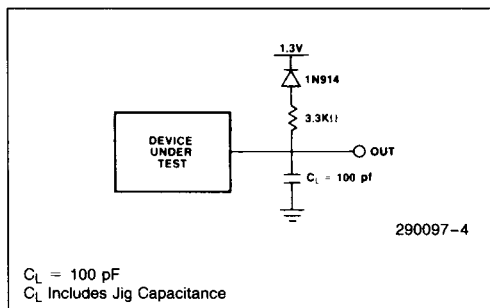 1.3V
1N914
3.3KΩ
DEVICE
UNDER
TEST
OUT
C_L = 100 pf
290097-4
C_L = 100 pF
C_L Includes Jig Capacitance